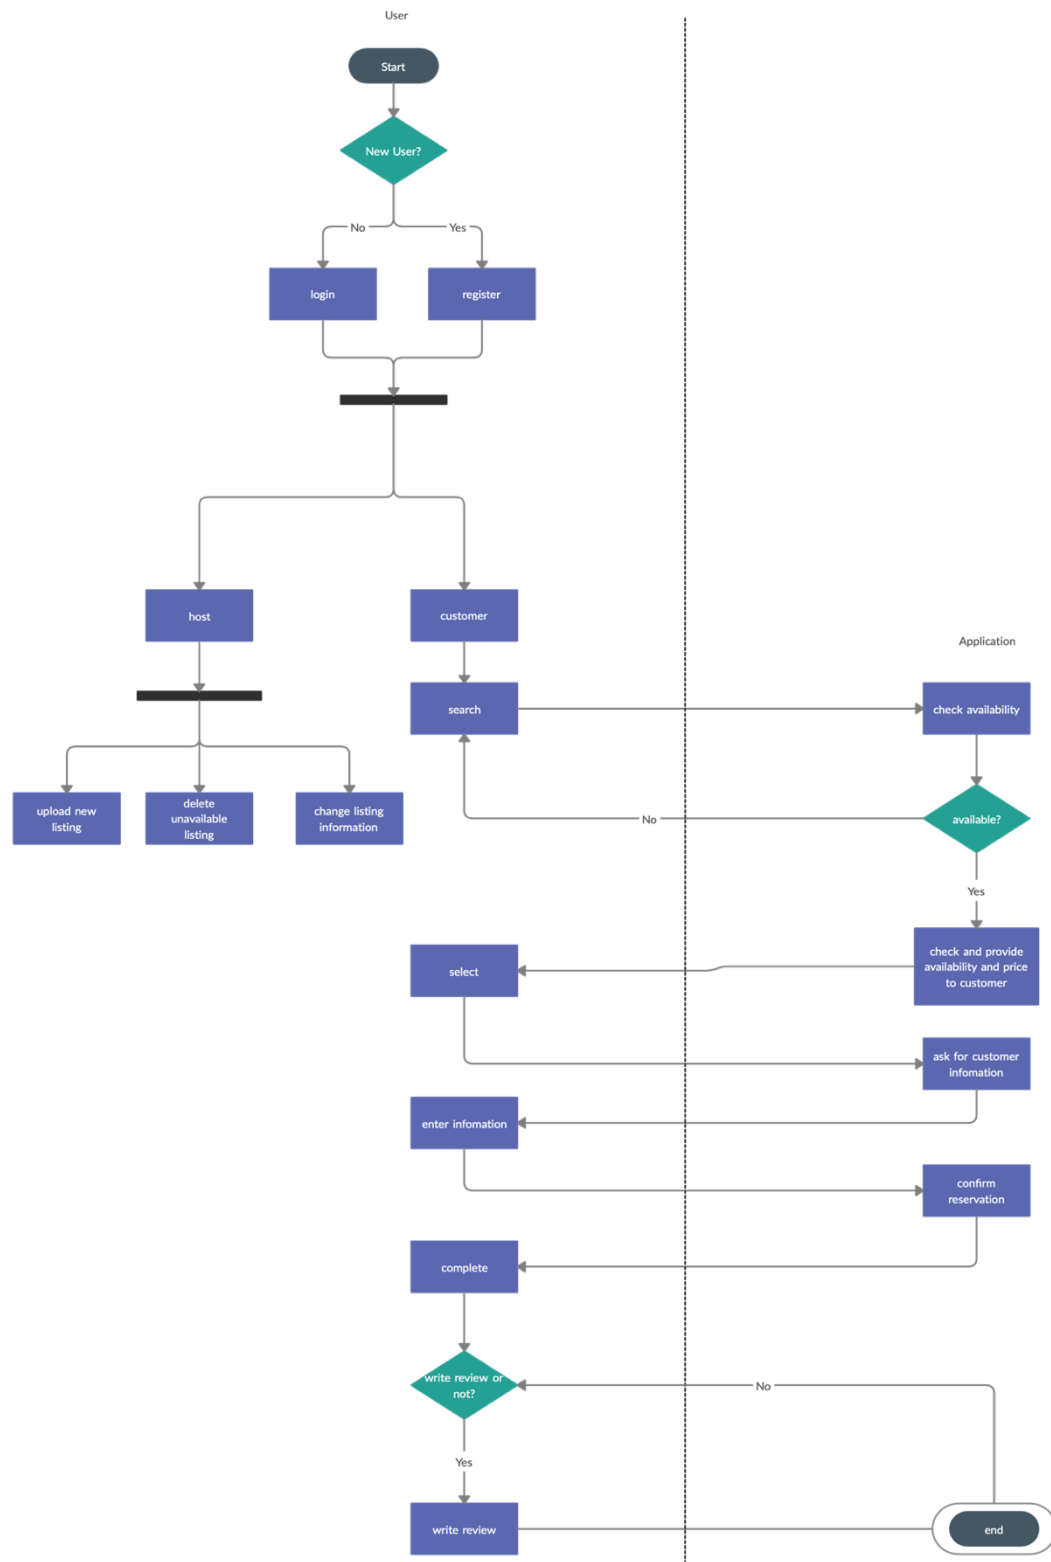 User
Start
New User?
No
Yes
login
register
host
customer
Application
search
check availability
upload new
listing
delete
unavailable
listing
change listing
information
No
available?
Yes
check and provide
availability and price
to customer
select
ask for customer
infomation
enter infomation
confirm
reservation
complete
write review or
not?
No
Yes
write review
end